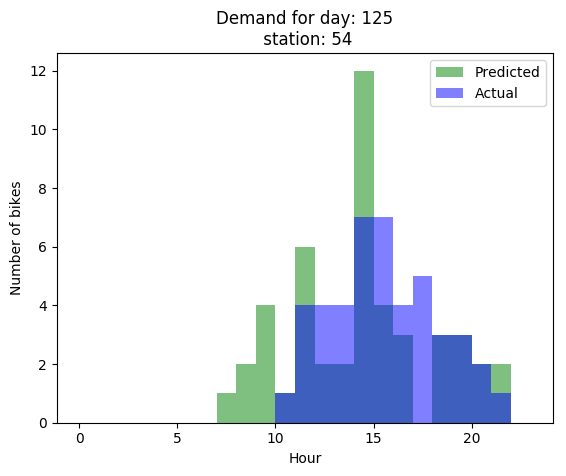 Demand for day: 125
station: 54
Predicted
Actual
Number of bikes
12
10
8
6
4
2
0
0 5 10 15 20
Hour